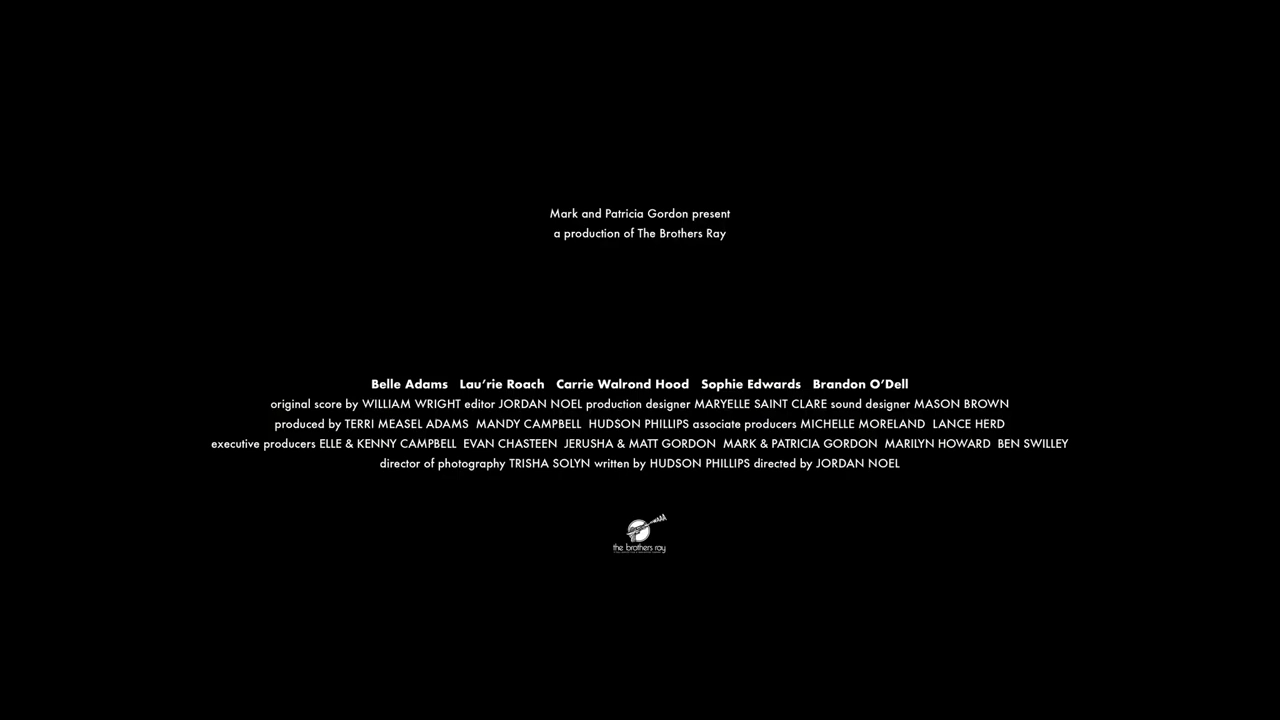 Mark and Patricia Gordon present
a production of The Brothers Ray
Belle Adams Lau'rie Roach Carrie Walrond Hood Sophie Edwards Brandon O'Dell
original score by WILLIAM WRIGHT editor JORDAN NOEL production designer MARYELLE SAINT CLARE sound designer MASON BROWN
produced by TERRI MEASEL ADAMS MANDY CAMPBELL HUDSON PHILLIPS associate producers MICHELLE MORELAND LANCE HERD
executive producers ELLE & KENNY CAMPBELL EVAN CHASTEEN JERUSHA & MATT GORDON MARK & PATRICIA GORDON MARILYN HOWARD BEN SWILLEY
director of photography TRISHA SOLYN written by HUDSON PHILLIPS directed by JORDAN NOEL
the brothers ray